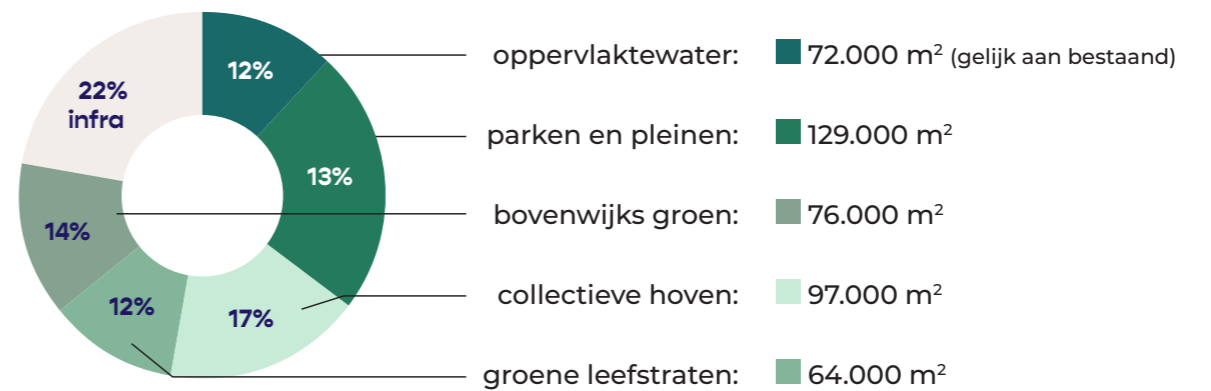 12%
22%
infra
13%
14%
12%
17%
oppervlaktewater: 72.000 m² (gelijk aan bestaand)
parken en pleinen: 129.000 m²
bovenwijks groen: 76.000 m²
collectieve hoven: 97.000 m²
groene leefstraten: 64.000 m²